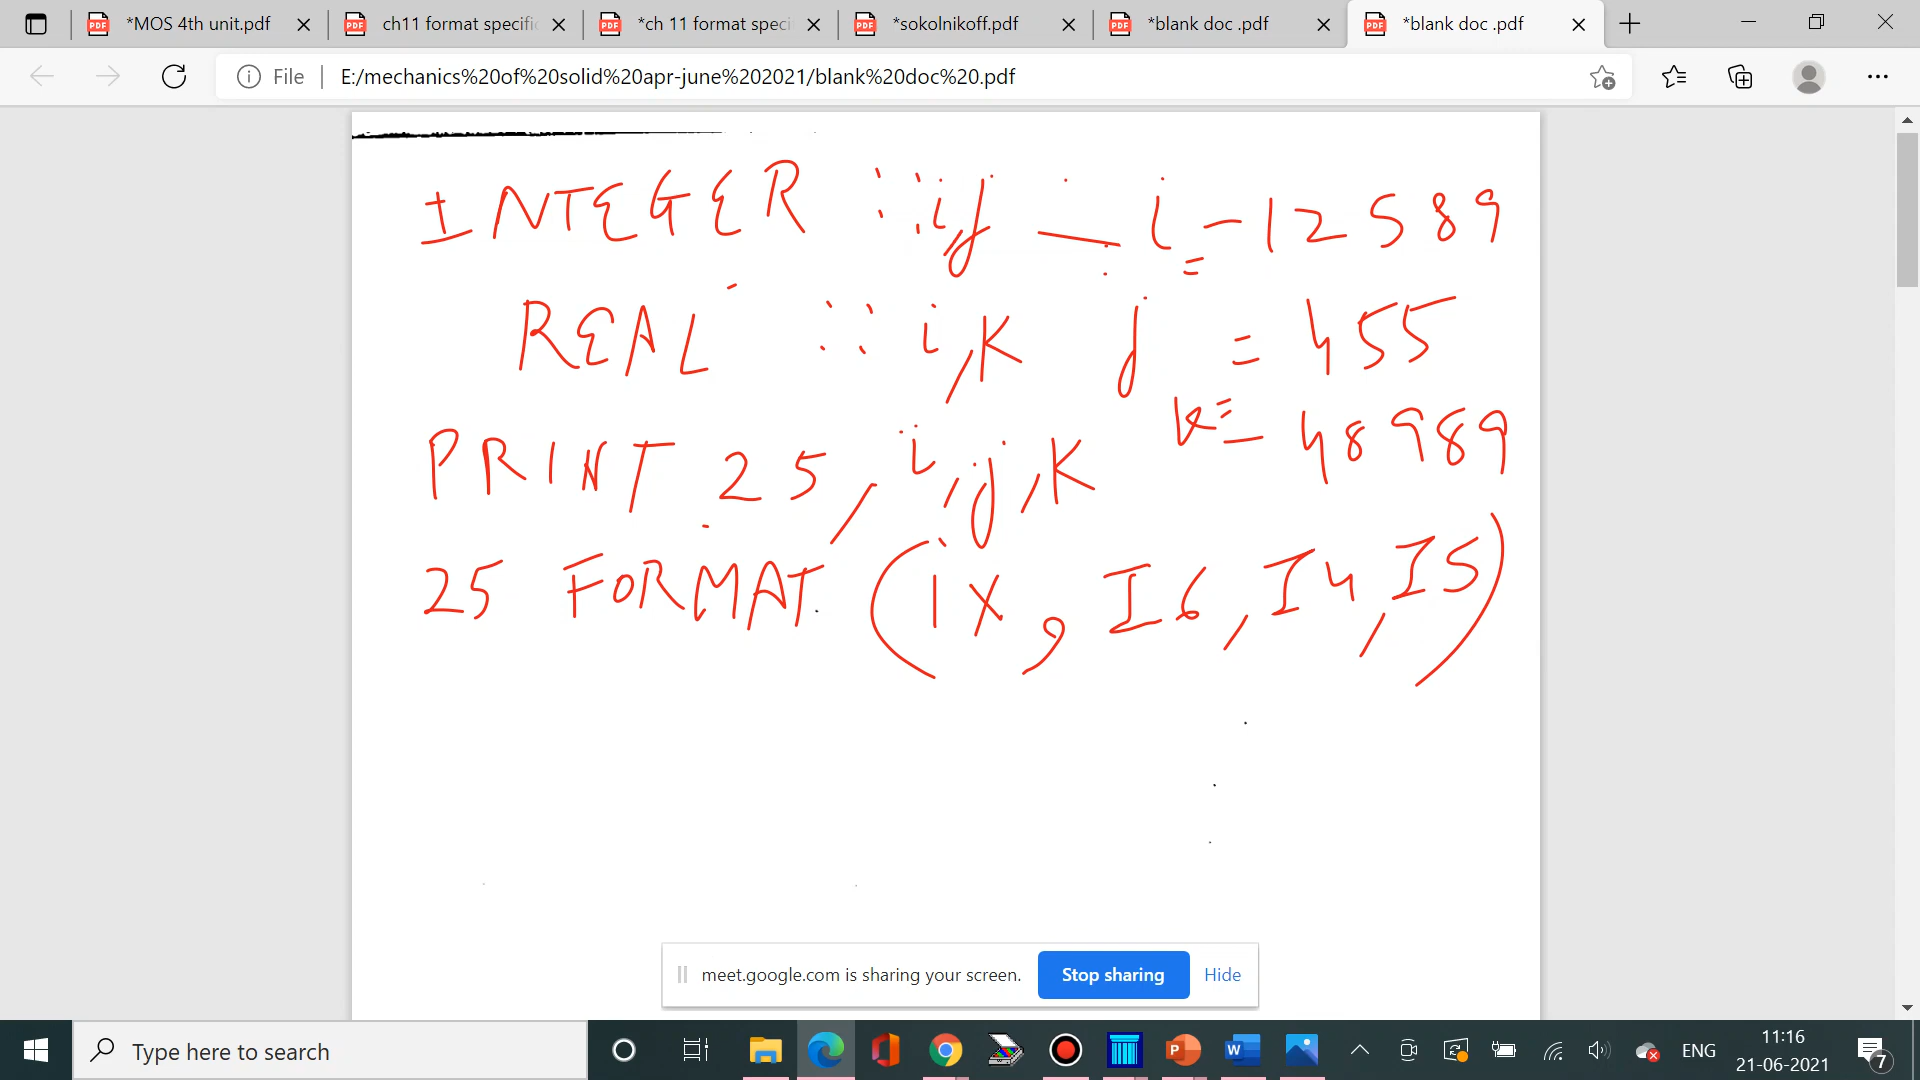 *MOS 4th unit.pdf
ch11 format specific
*ch 11 format speci
*sokolnikoff.pdf
*blank doc .pdf
*blank doc .pdf
File | E:/mechanics%20of%20solid%20apr-june%202021/blank%20doc%20.pdf
INTEGER :: i,j i = -12589
REAL :: i,K j = 455
PRINT 25, i,j,K K = -48989
25 FORMAT (1X, I6, I4, I5)
meet.google.com is sharing your screen. Stop sharing Hide
Type here to search
ENG
11:16
21-06-2021
7